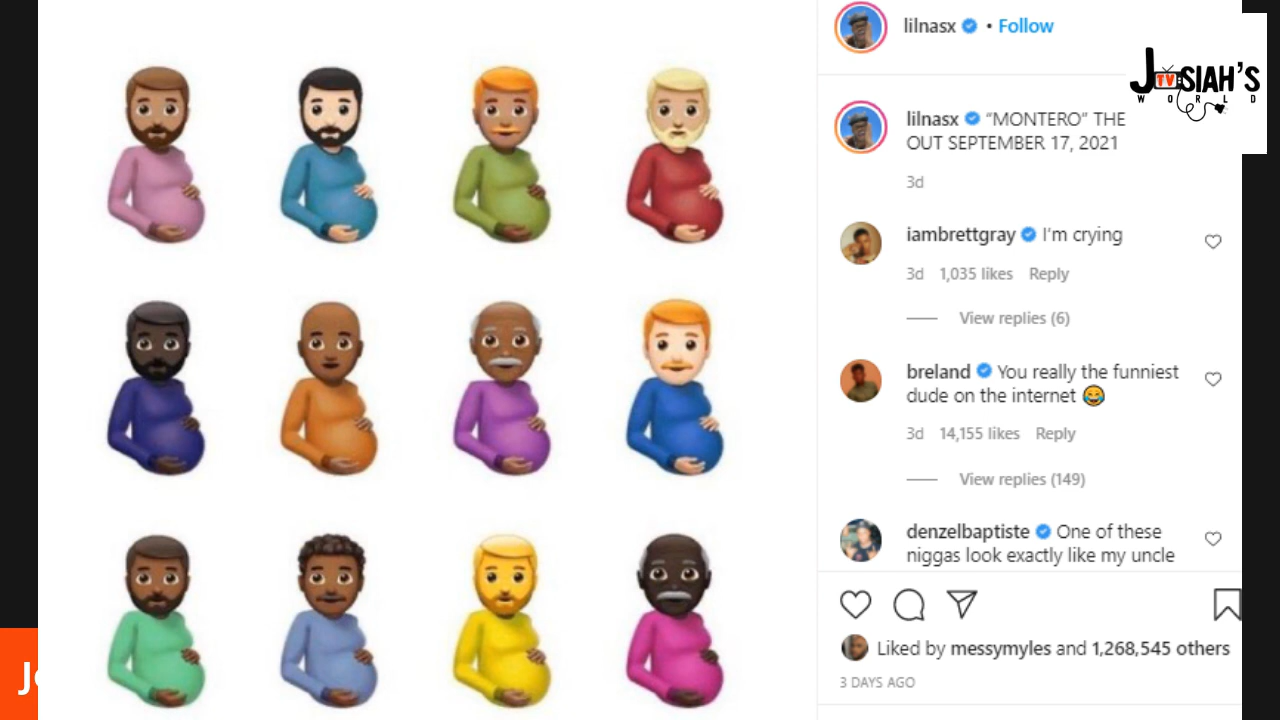 lilnasx • Follow
JOSIAH'S
TV
WORLD
lilnasx “MONTERO” THE
OUT SEPTEMBER 17, 2021
3d
iambrettgray I'm crying
3d 1,035 likes Reply
View replies (6)
breland You really the funniest
dude on the internet 😂
3d 14,155 likes Reply
View replies (149)
denzelbaptiste One of these
niggas look exactly like my uncle
Liked by messymyles and 1,268,545 others
3 DAYS AGO